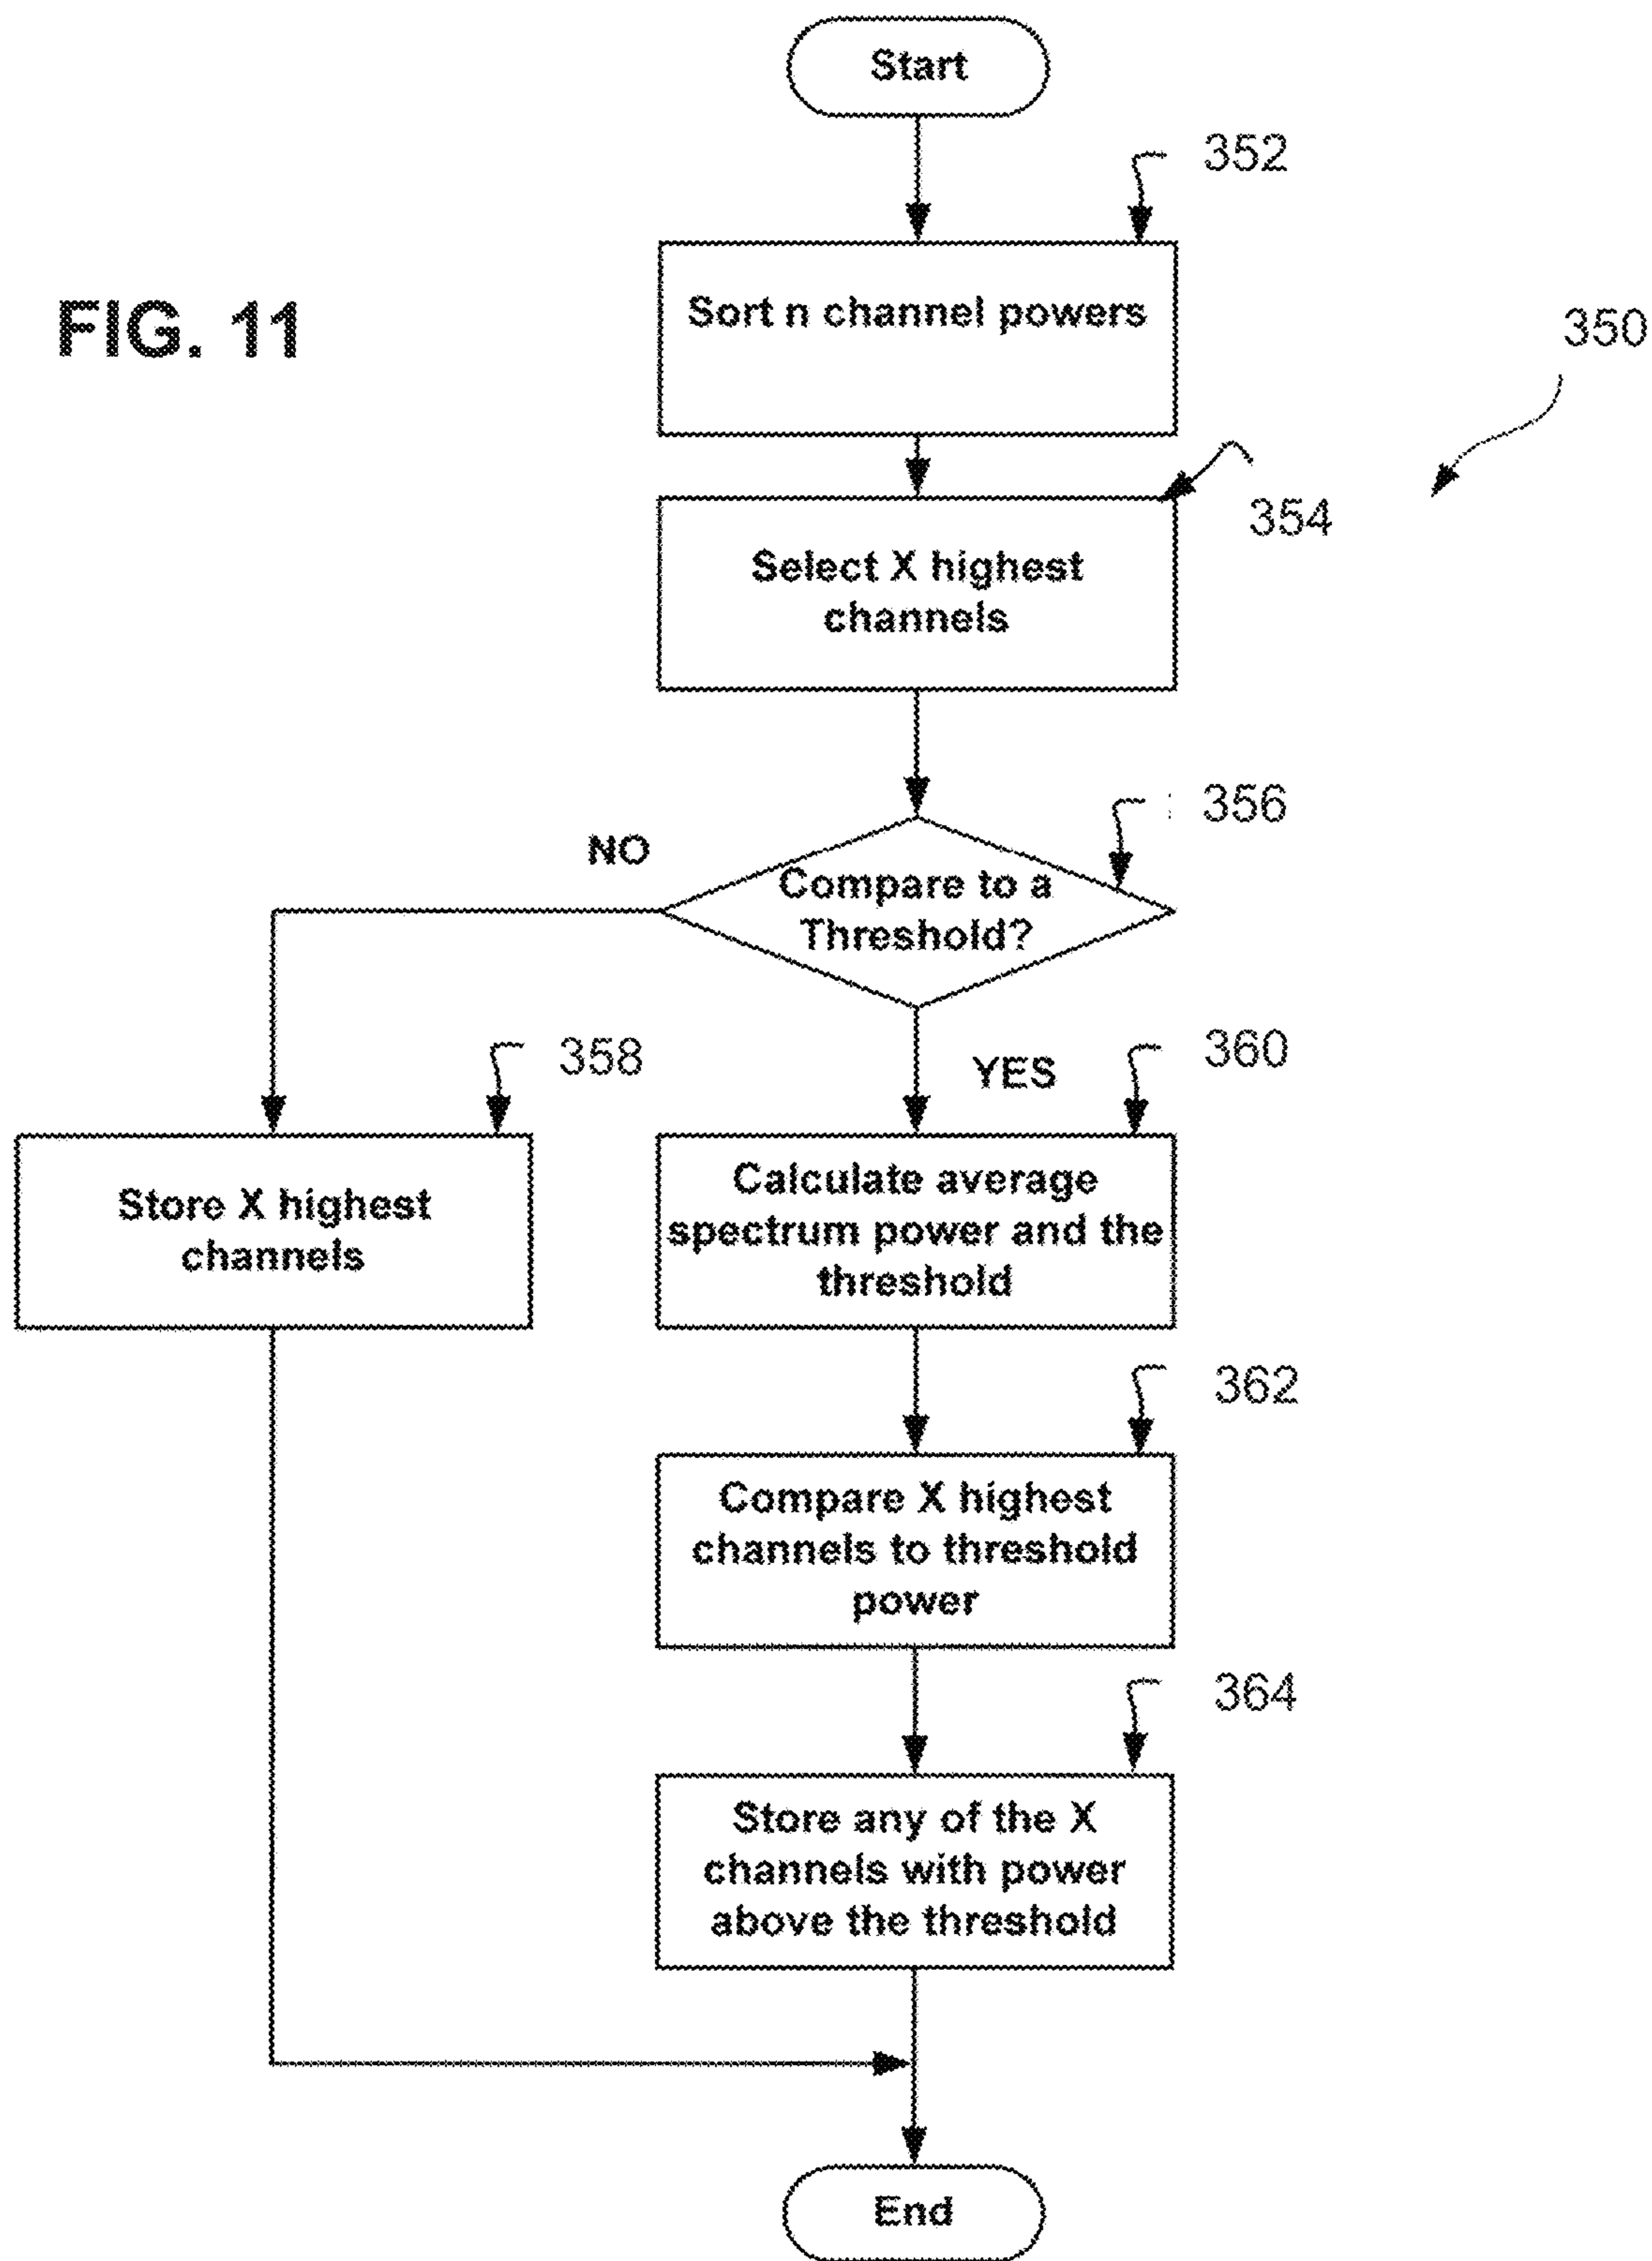 Start
352
FIG. 11
Sort n channel powers
350
354
Select X highest
channels
356
NO
Compare to a
Threshold?
358
YES
360
Store X highest
channels
Calculate average
spectrum power and the
threshold
362
Compare X highest
channels to threshold
power
364
Store any of the X
channels with power
above the threshold
End